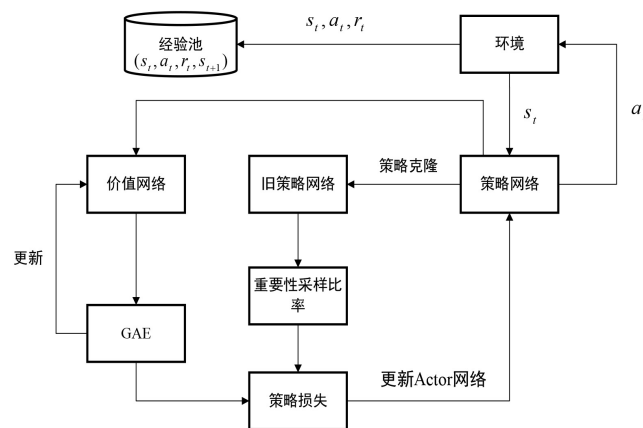 s_t, a_t, r_t
经验池
(s_t, a_t, r_t, s_{t+1})
环境
s_t
a
策略克隆
价值网络
旧策略网络
策略网络
更新
重要性采样比
率
GAE
更新Actor网络
策略损失